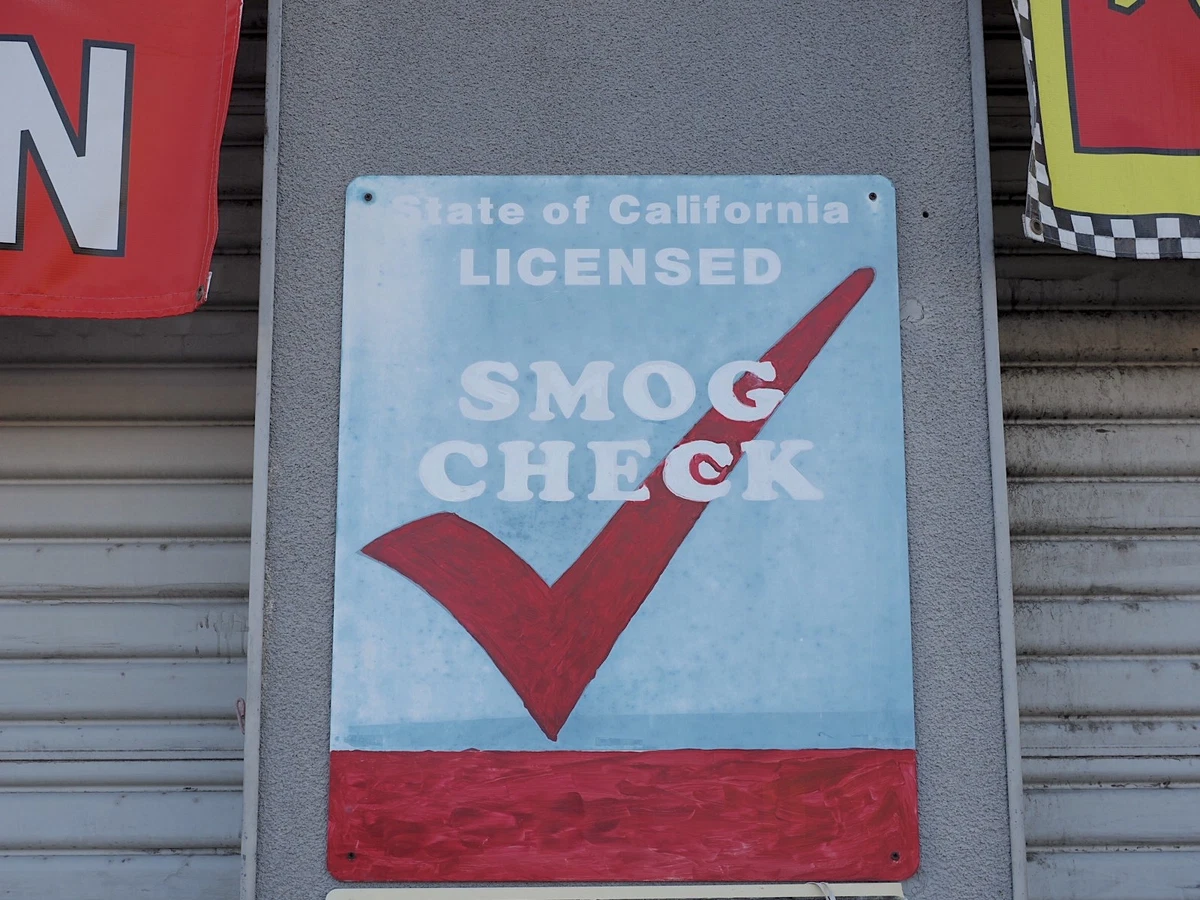 N
State of California
LICENSED
SMOG
CHECK